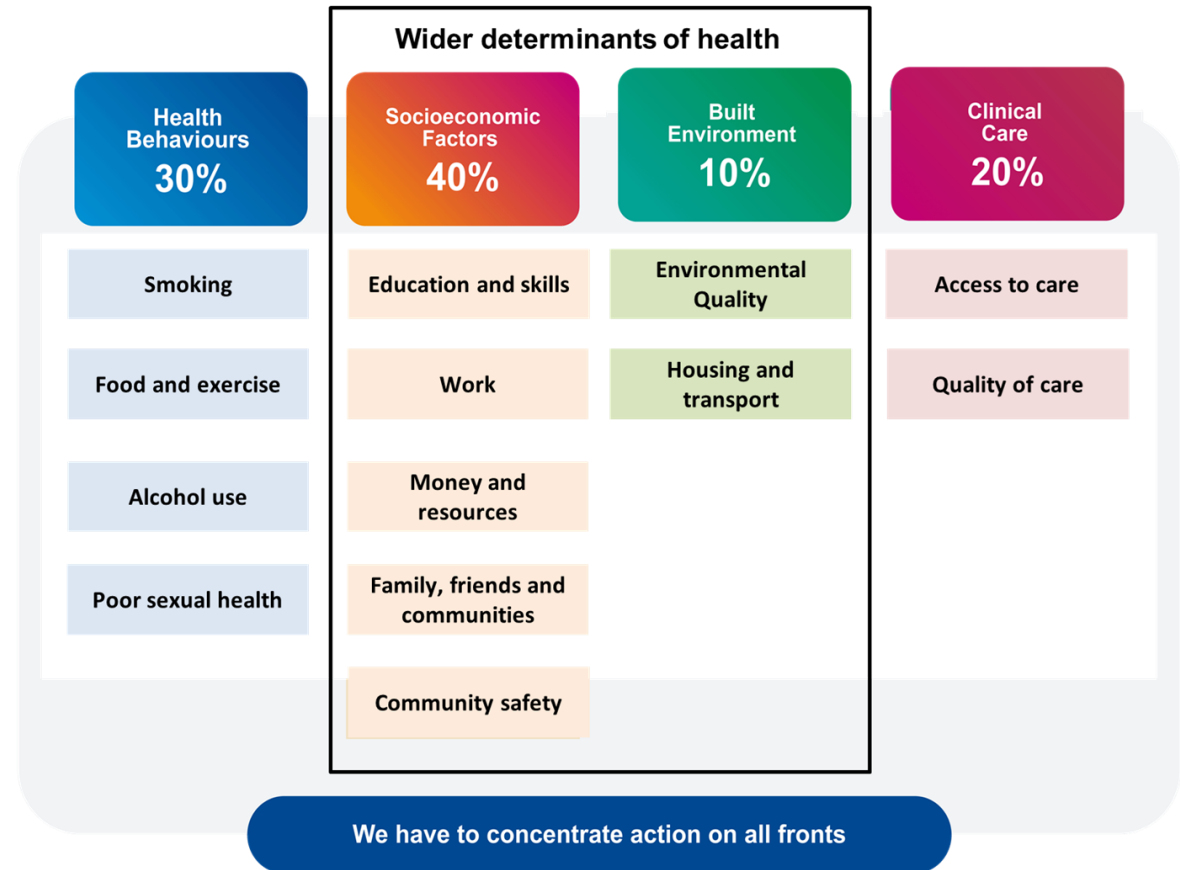 Wider determinants of health
Health
Behaviours
30%
Smoking
Food and exercise
Alcohol use
Poor sexual health
Socioeconomic
Factors
40%
Education and skills
Work
Money and
resources
Family, friends and
communities
Community safety
Built
Environment
10%
Environmental
Quality
Housing and
transport
Clinical
Care
20%
Access to care
Quality of care
We have to concentrate action on all fronts